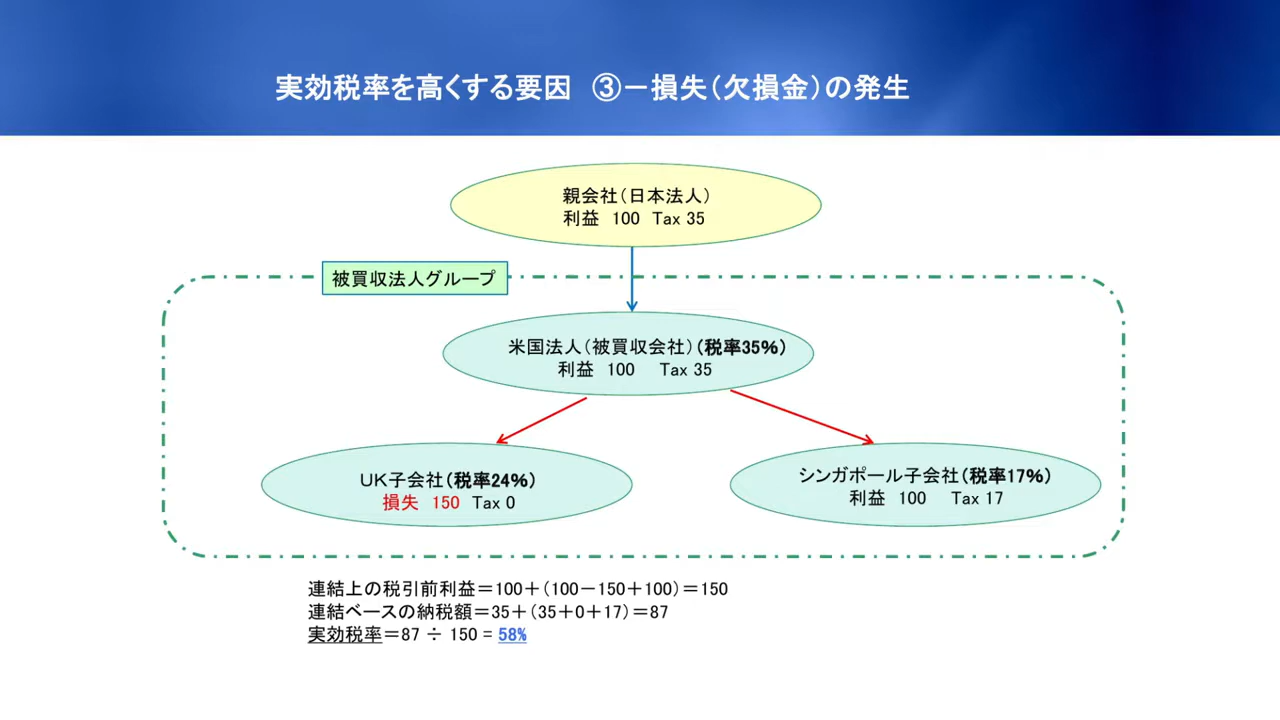 実効税率を高くする要因　③－損失（欠損金）の発生
親会社（日本法人）
利益　100　Tax 35
被買収法人グループ
米国法人（被買収会社）（税率35%）
利益　100　　Tax 35
ＵＫ子会社（税率24%）
損失　150　Tax 0
シンガポール子会社（税率17%）
利益　100　　Tax 17
連結上の税引前利益＝100＋（100－150＋100）＝150
連結ベースの納税額＝35＋（35＋0＋17）＝87
実効税率＝87 ÷ 150 = 58%